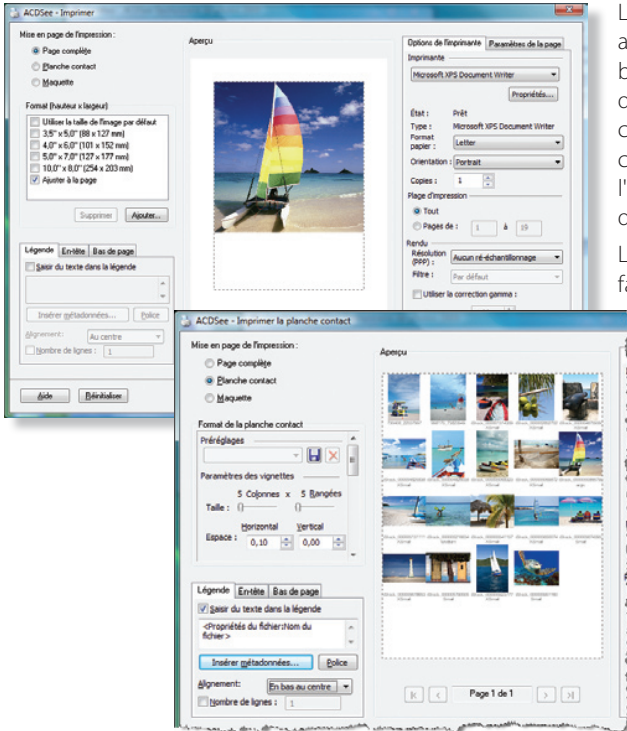 ACDSee - Imprimer
Mise en page de l'impression :
Page complète
Planche contact
Maquette
Format (hauteur x largeur)
Utiliser la taille de l'image par défaut
3,5" x 5,0" (88 x 127 mm)
4,0" x 6,0" (101 x 152 mm)
5,0" x 7,0" (127 x 177 mm)
10,0" x 8,0" (254 x 203 mm)
Ajuster à la page
Supprimer Ajouter...
Légende En-tête Bas de page
Saisir du texte dans la légende
Insérer métadonnées... Police
Alignement: Au centre
Nombre de lignes : 1
Aide Réinitialiser
Aperçu
Options de l'imprimante Paramètres de la page
Imprimante
Microsoft XPS Document Writer
Propriétés...
État : Prêt
Type : Microsoft XPS Document Writer
Format papier : Letter
Orientation : Portrait
Copies : 1
Plage d'impression
Tout
Pages de : 1 à 19
Rendu
Résolution (PPP) : Aucun ré-échantillonnage
Filtre : Par défaut
Utiliser la correction gamma :
ACDSee - Imprimer la planche contact
Mise en page de l'impression :
Page complète
Planche contact
Maquette
Format de la planche contact
Préréglages
Paramètres des vignettes
5 Colonnes x 5 Rangées
Taille :
Horizontal Vertical
Espace : 0,10 0,00
Légende En-tête Bas de page
Saisir du texte dans la légende
<Propriétés du fichier:Nom du
fichier>
Insérer métadonnées... Police
Alignement: En bas au centre
Nombre de lignes : 1
Aperçu
Page 1 de 1